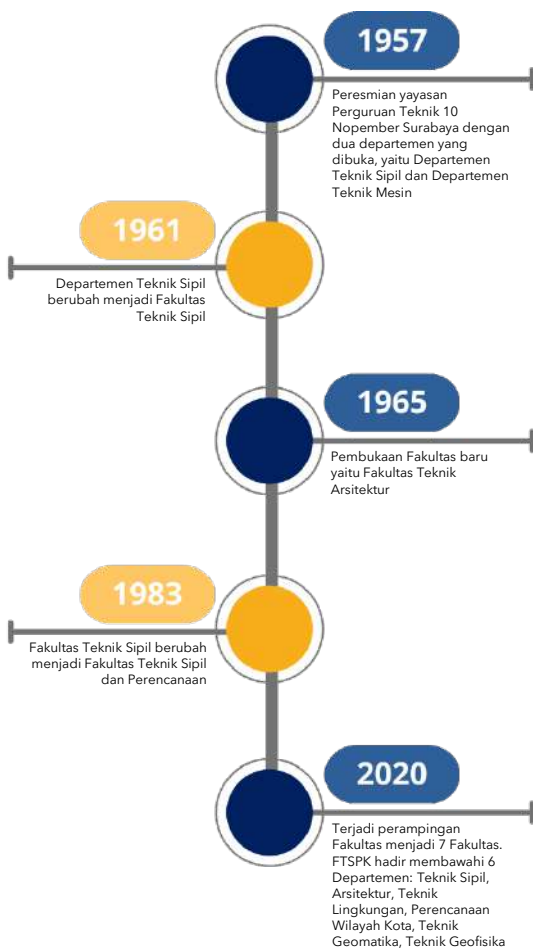 1957
Peresmian yayasan
Perguruan Teknik 10
Nopember Surabaya dengan
dua departemen yang
dibuka, yaitu Departemen
Teknik Sipil dan Departemen
Teknik Mesin
1961
Departemen Teknik Sipil
berubah menjadi Fakultas
Teknik Sipil
1965
Pembukaan Fakultas baru
yaitu Fakultas Teknik
Arsitektur
1983
Fakultas Teknik Sipil berubah
menjadi Fakultas Teknik Sipil
dan Perencanaan
2020
Terjadi perampingan
Fakultas menjadi 7 Fakultas.
FTSPK hadir membawahi 6
Departemen: Teknik Sipil,
Arsitektur, Teknik
Lingkungan, Perencanaan
Wilayah Kota, Teknik
Geomatika, Teknik Geofisika